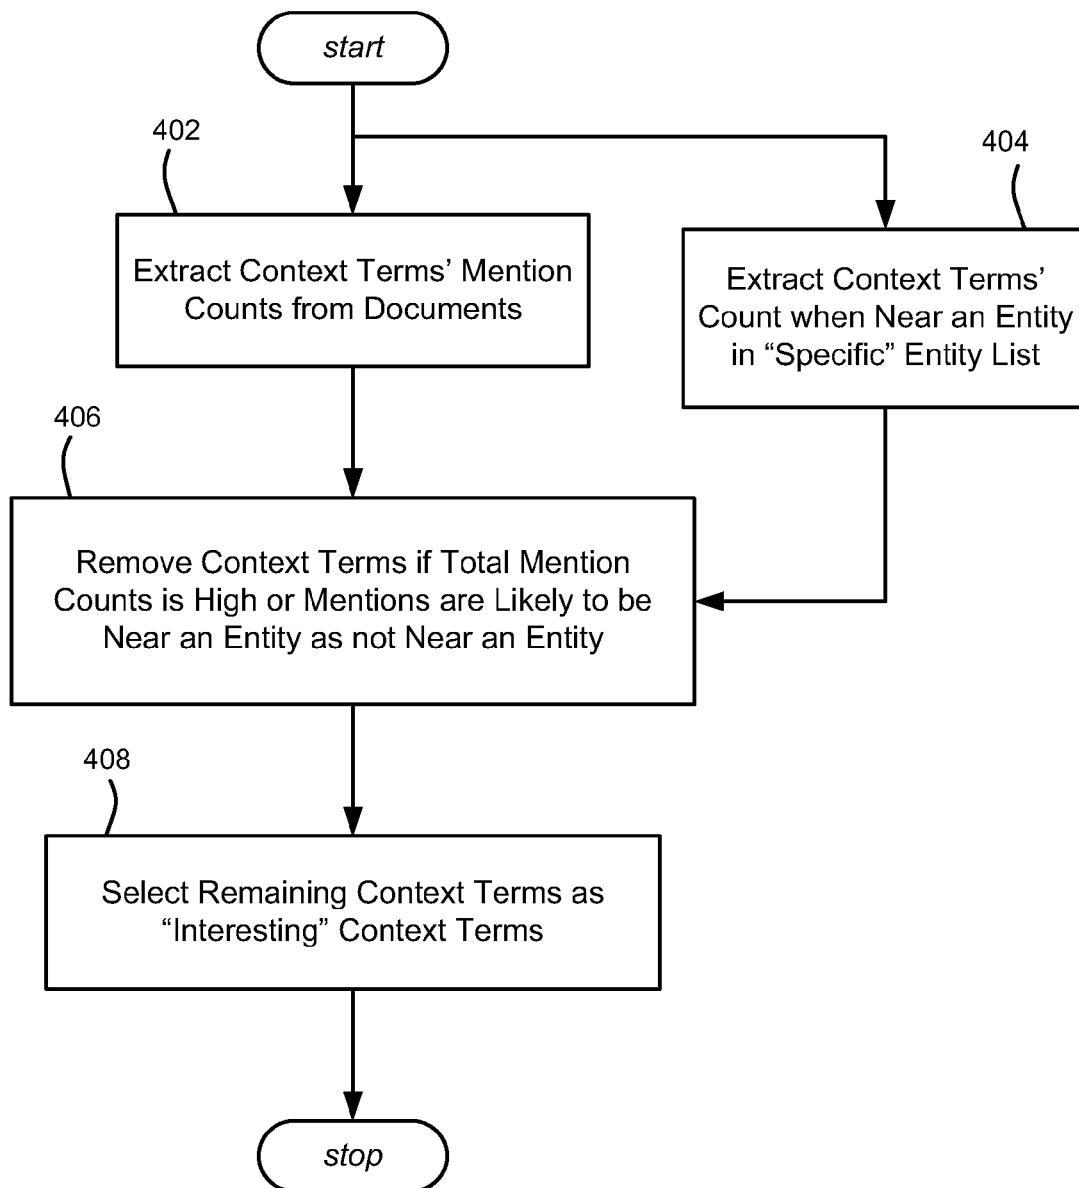 start
402
404
Extract Context Terms’ Mention
Counts from Documents
Extract Context Terms’
Count when Near an Entity
in “Specific” Entity List
406
Remove Context Terms if Total Mention
Counts is High or Mentions are Likely to be
Near an Entity as not Near an Entity
408
Select Remaining Context Terms as
“Interesting” Context Terms
stop